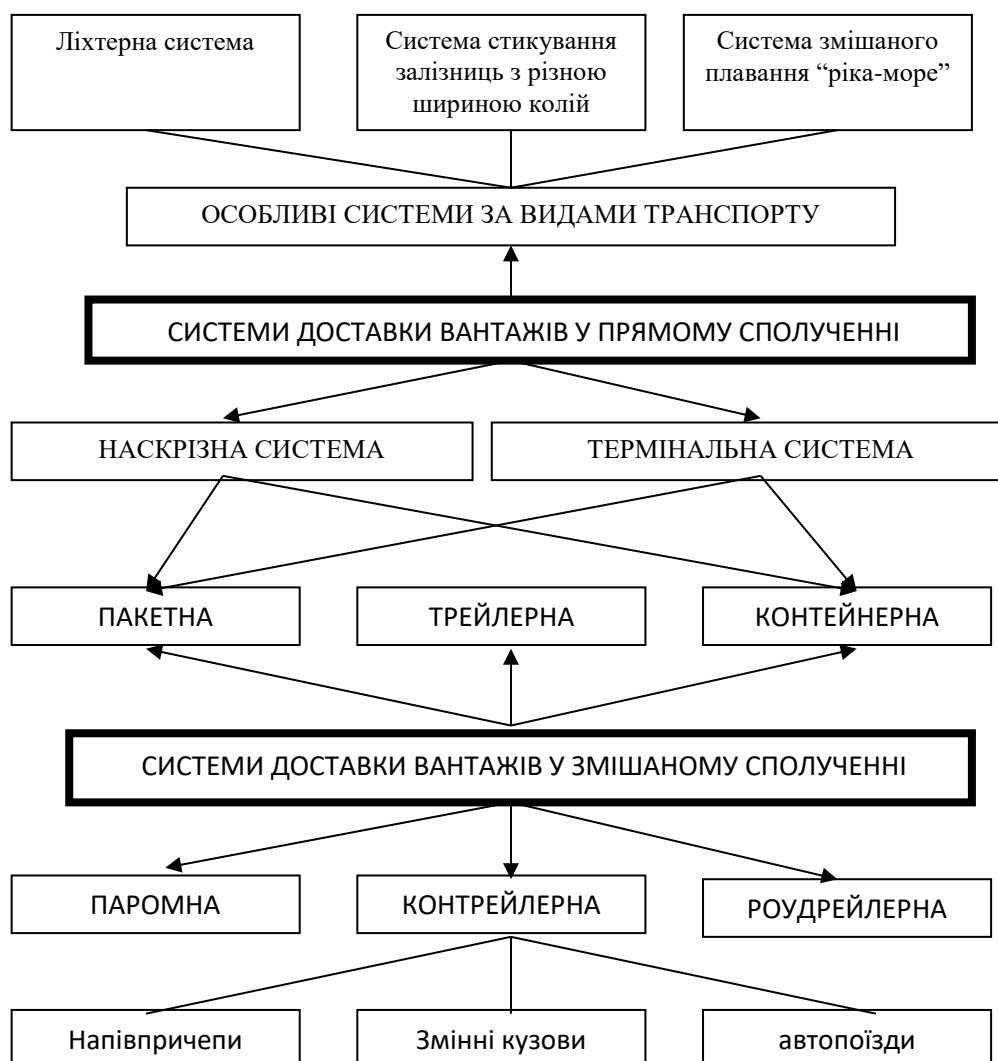 Ліхтерна система
Система стикування
залізниць з різною
шириною колій
Система змішаного
плавання “ріка-море”
ОСОБЛИВІ СИСТЕМИ ЗА ВИДАМИ ТРАНСПОРТУ
СИСТЕМИ ДОСТАВКИ ВАНТАЖІВ У ПРЯМОМУ СПОЛУЧЕННІ
НАСКРІЗНА СИСТЕМА
ТЕРМІНАЛЬНА СИСТЕМА
ПАКЕТНА
ТРЕЙЛЕРНА
КОНТЕЙНЕРНА
СИСТЕМИ ДОСТАВКИ ВАНТАЖІВ У ЗМІШАНОМУ СПОЛУЧЕННІ
ПАРОМНА
КОНТРЕЙЛЕРНА
РОУДРЕЙЛЕРНА
Напівпричепи
Змінні кузови
автопоїзди